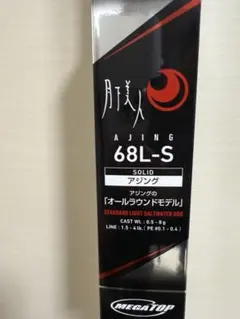 月下美人
AJING
68L-S
SOLID
アジング
アジングの
「オールラウンドモデル」
STANDARD LIGHT SALTWATER ROD
CAST WT. : 0.5 - 8g
LINE : 1.5 - 4 lb. ( PE #0.1 - 0.4 )
MEGATOP